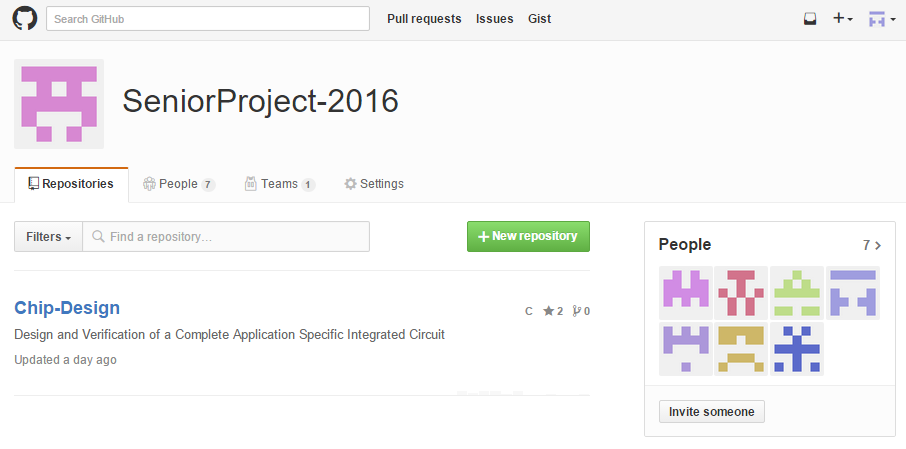 Search GitHub Pull requests Issues Gist
SeniorProject-2016
Repositories People 7 Teams 1 Settings
Filters Find a repository... New repository
People 7
Chip-Design C 2 0
Design and Verification of a Complete Application Specific Integrated Circuit
Updated a day ago
Invite someone